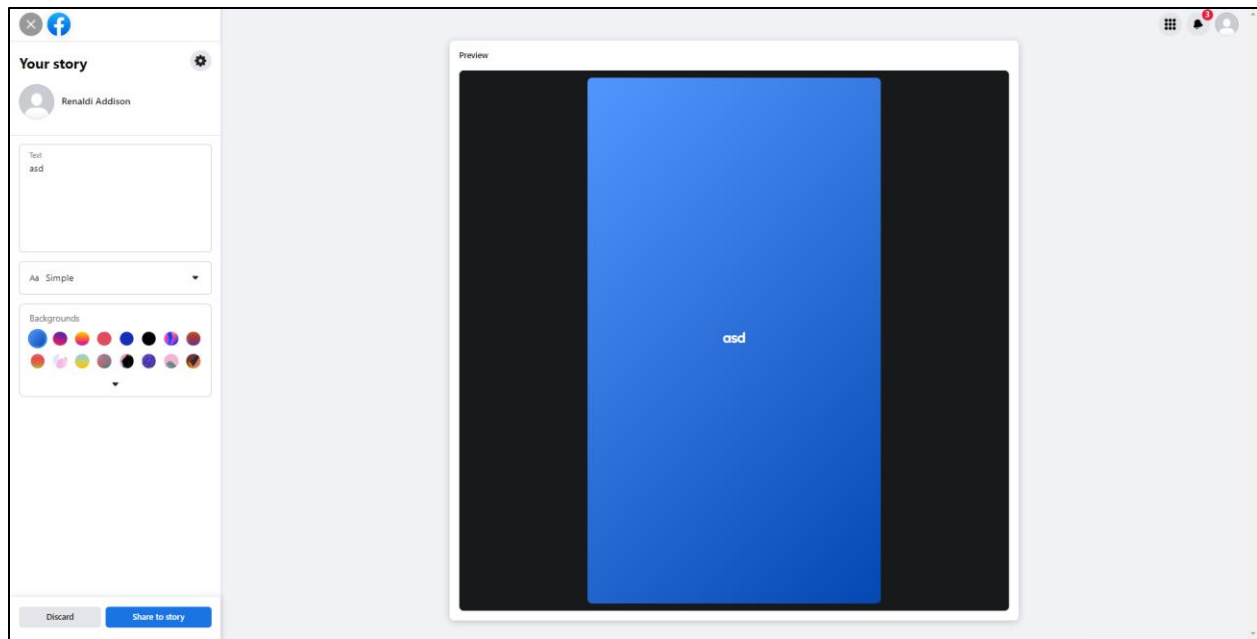 3
Your story
Renaldi Addison
Text
asd
Aa Simple
Backgrounds
Discard
Share to story
Preview
asd